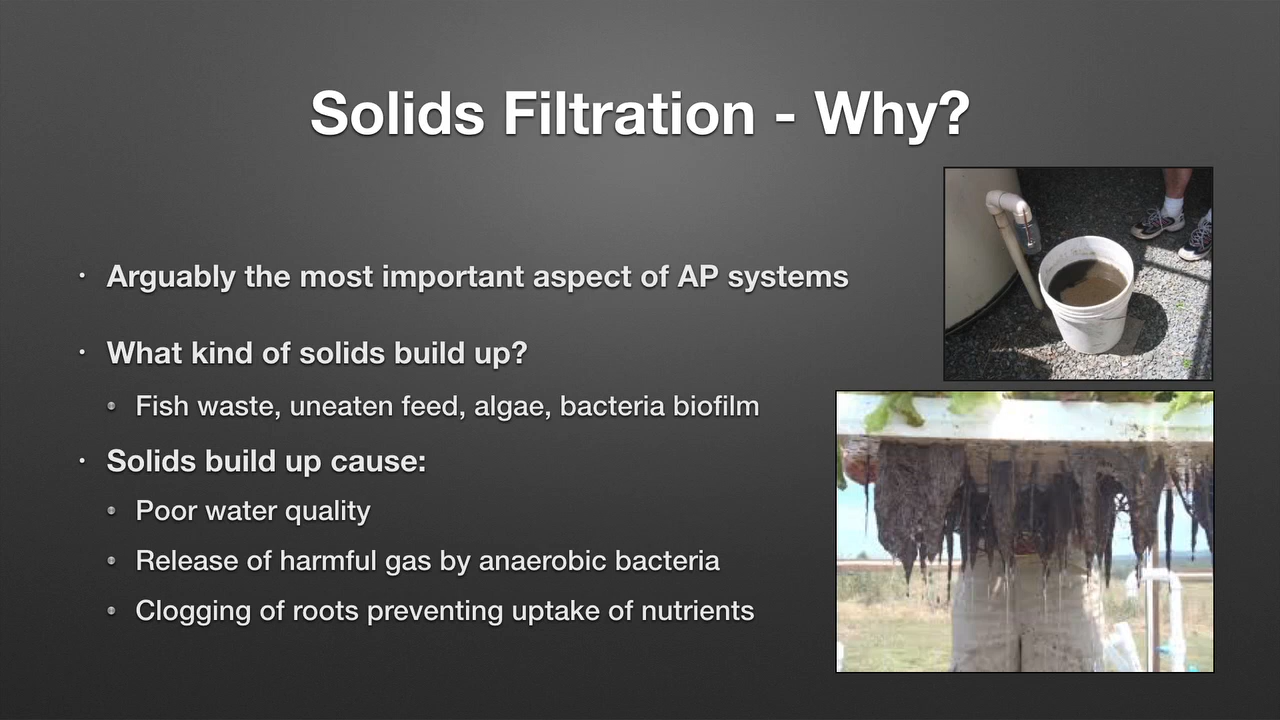 Solids Filtration - Why?
Arguably the most important aspect of AP systems
What kind of solids build up?
Fish waste, uneaten feed, algae, bacteria biofilm
Solids build up cause:
Poor water quality
Release of harmful gas by anaerobic bacteria
Clogging of roots preventing uptake of nutrients